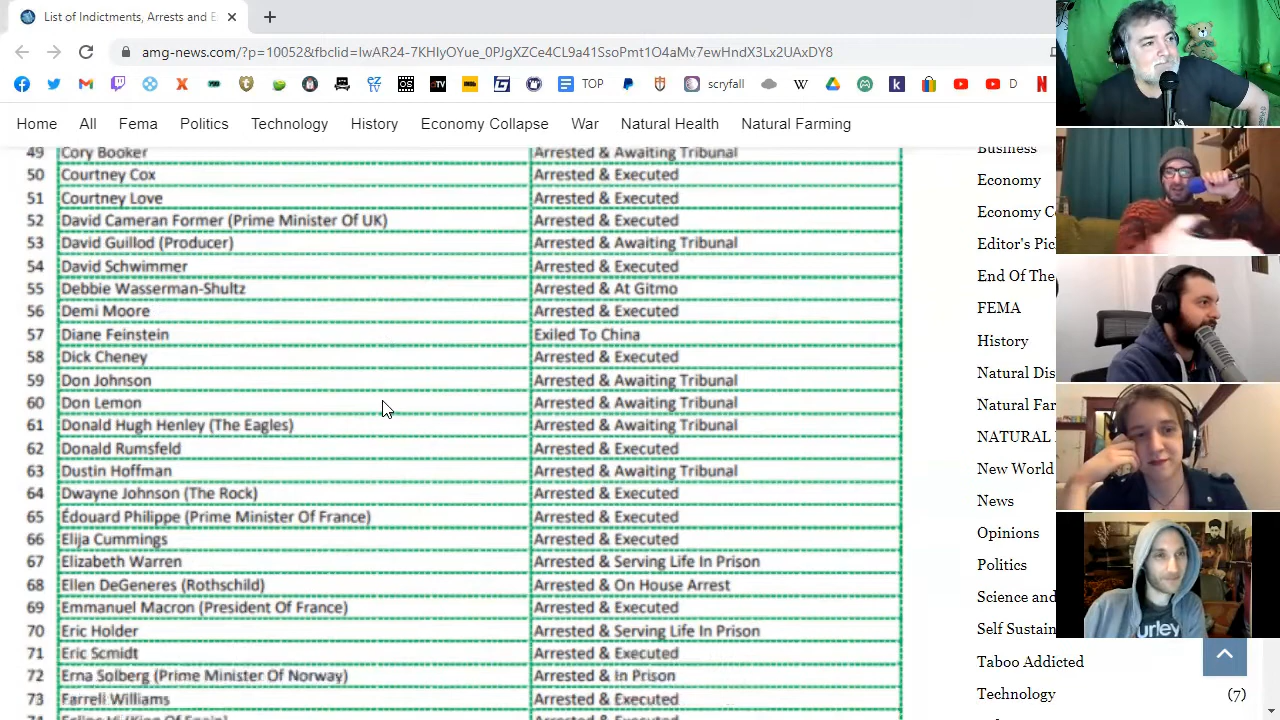 List of Indictments, Arrests and E
amg-news.com/?p=10052&fbclid=IwAR24-7KHIyOYue_0PJgXZCe4CL9a41SsoPmt1O4aMv7ewHndX3Lx2UAxDY8
TOP
scryfall
D
Home All Fema Politics Technology History Economy Collapse War Natural Health Natural Farming
49 Cory Booker Arrested & Awaiting Tribunal
50 Courtney Cox Arrested & Executed
51 Courtney Love Arrested & Executed
52 David Cameran Former (Prime Minister Of UK) Arrested & Executed
53 David Guillod (Producer) Arrested & Awaiting Tribunal
54 David Schwimmer Arrested & Executed
55 Debbie Wasserman-Shultz Arrested & At Gitmo
56 Demi Moore Arrested & Executed
57 Diane Feinstein Exiled To China
58 Dick Cheney Arrested & Executed
59 Don Johnson Arrested & Awaiting Tribunal
60 Don Lemon Arrested & Awaiting Tribunal
61 Donald Hugh Henley (The Eagles) Arrested & Awaiting Tribunal
62 Donald Rumsfeld Arrested & Executed
63 Dustin Hoffman Arrested & Awaiting Tribunal
64 Dwayne Johnson (The Rock) Arrested & Executed
65 Édouard Philippe (Prime Minister Of France) Arrested & Executed
66 Elija Cummings Arrested & Executed
67 Elizabeth Warren Arrested & Serving Life In Prison
68 Ellen DeGeneres (Rothschild) Arrested & On House Arrest
69 Emmanuel Macron (President Of France) Arrested & Executed
70 Eric Holder Arrested & Serving Life In Prison
71 Eric Scmidt Arrested & Executed
72 Erna Solberg (Prime Minister Of Norway) Arrested & In Prison
73 Farrell Williams Arrested & Executed
Business
Economy
Economy Co
Editor's Pic
End Of The
FEMA
History
Natural Dis
Natural Far
NATURAL
New World
News
Opinions
Science and
Taboo Addicted
Technology (7)
urley